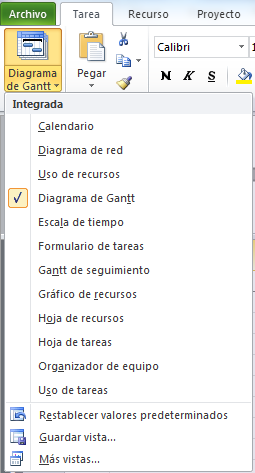 Archivo Tarea Recurso Proyecto
Diagrama de Gantt
Pegar
Calibri 1
N K S
Integrada
Calendario
Diagrama de red
Uso de recursos
Diagrama de Gantt
Escala de tiempo
Formulario de tareas
Gantt de seguimiento
Gráfico de recursos
Hoja de recursos
Hoja de tareas
Organizador de equipo
Uso de tareas
Restablecer valores predeterminados
Guardar vista...
Más vistas...